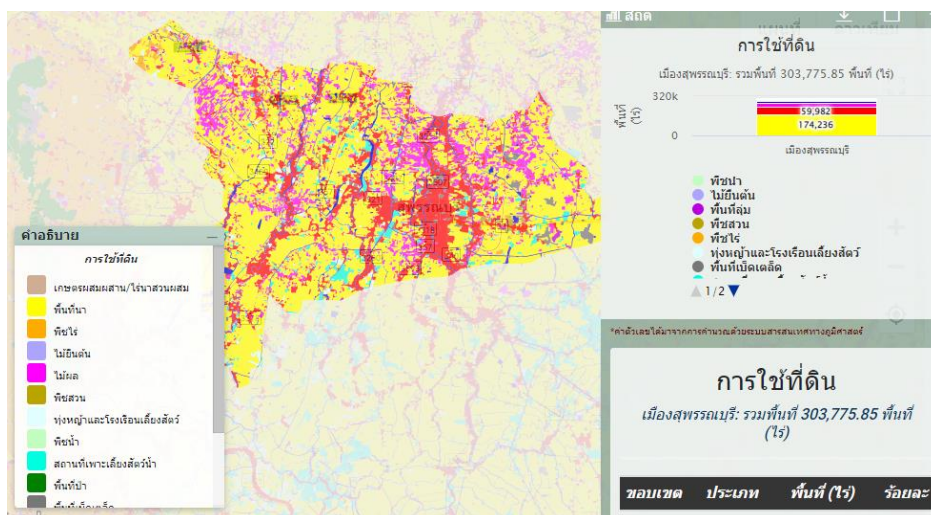 สพรรณบุ
คำอธิบาย
การใช้ที่ดิน
เกษตรผสมผสาน/ไร่นาสวนผสม
พื้นที่นา
พืชไร่
ไม้ยืนต้น
ไม้ผล
พืชสวน
ทุ่งหญ้าและโรงเรือนเลี้ยงสัตว์
พืชน้ำ
สถานที่เพาะเลี้ยงสัตว์น้ำ
พื้นที่ป่า
สถิติ
การใช้ที่ดิน
เมืองสุพรรณบุรี: รวมพื้นที่ 303,775.85 พื้นที่ (ไร่)
พื้นที่ (ไร่)
320k
0
59,982
174,236
เมืองสุพรรณบุรี
พืชน้ำ
ไม้ยืนต้น
พื้นที่ลุ่ม
พืชสวน
พืชไร่
ทุ่งหญ้าและโรงเรือนเลี้ยงสัตว์
พื้นที่เบ็ดเตล็ด
1/2
*ค่าตัวเลขได้มาจากการคำนวณด้วยระบบสารสนเทศทางภูมิศาสตร์
การใช้ที่ดิน
เมืองสุพรรณบุรี: รวมพื้นที่ 303,775.85 พื้นที่
(ไร่)
ขอบเขต ประเภท พื้นที่ (ไร่) ร้อยละ